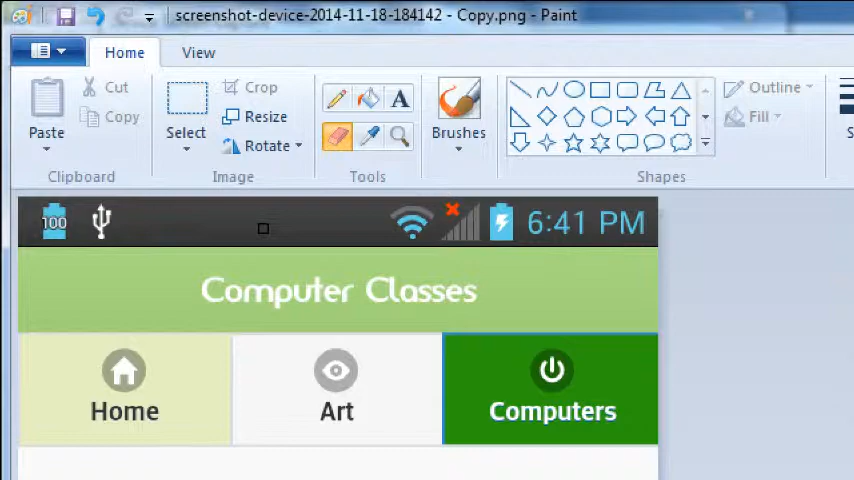 screenshot-device-2014-11-18-184142 - Copy.png - Paint
Home View
Paste Cut Copy
Select Crop Resize Rotate
Brushes
Outline Fill
Clipboard Image Tools Shapes
100 6:41 PM
Computer Classes
Home Art Computers